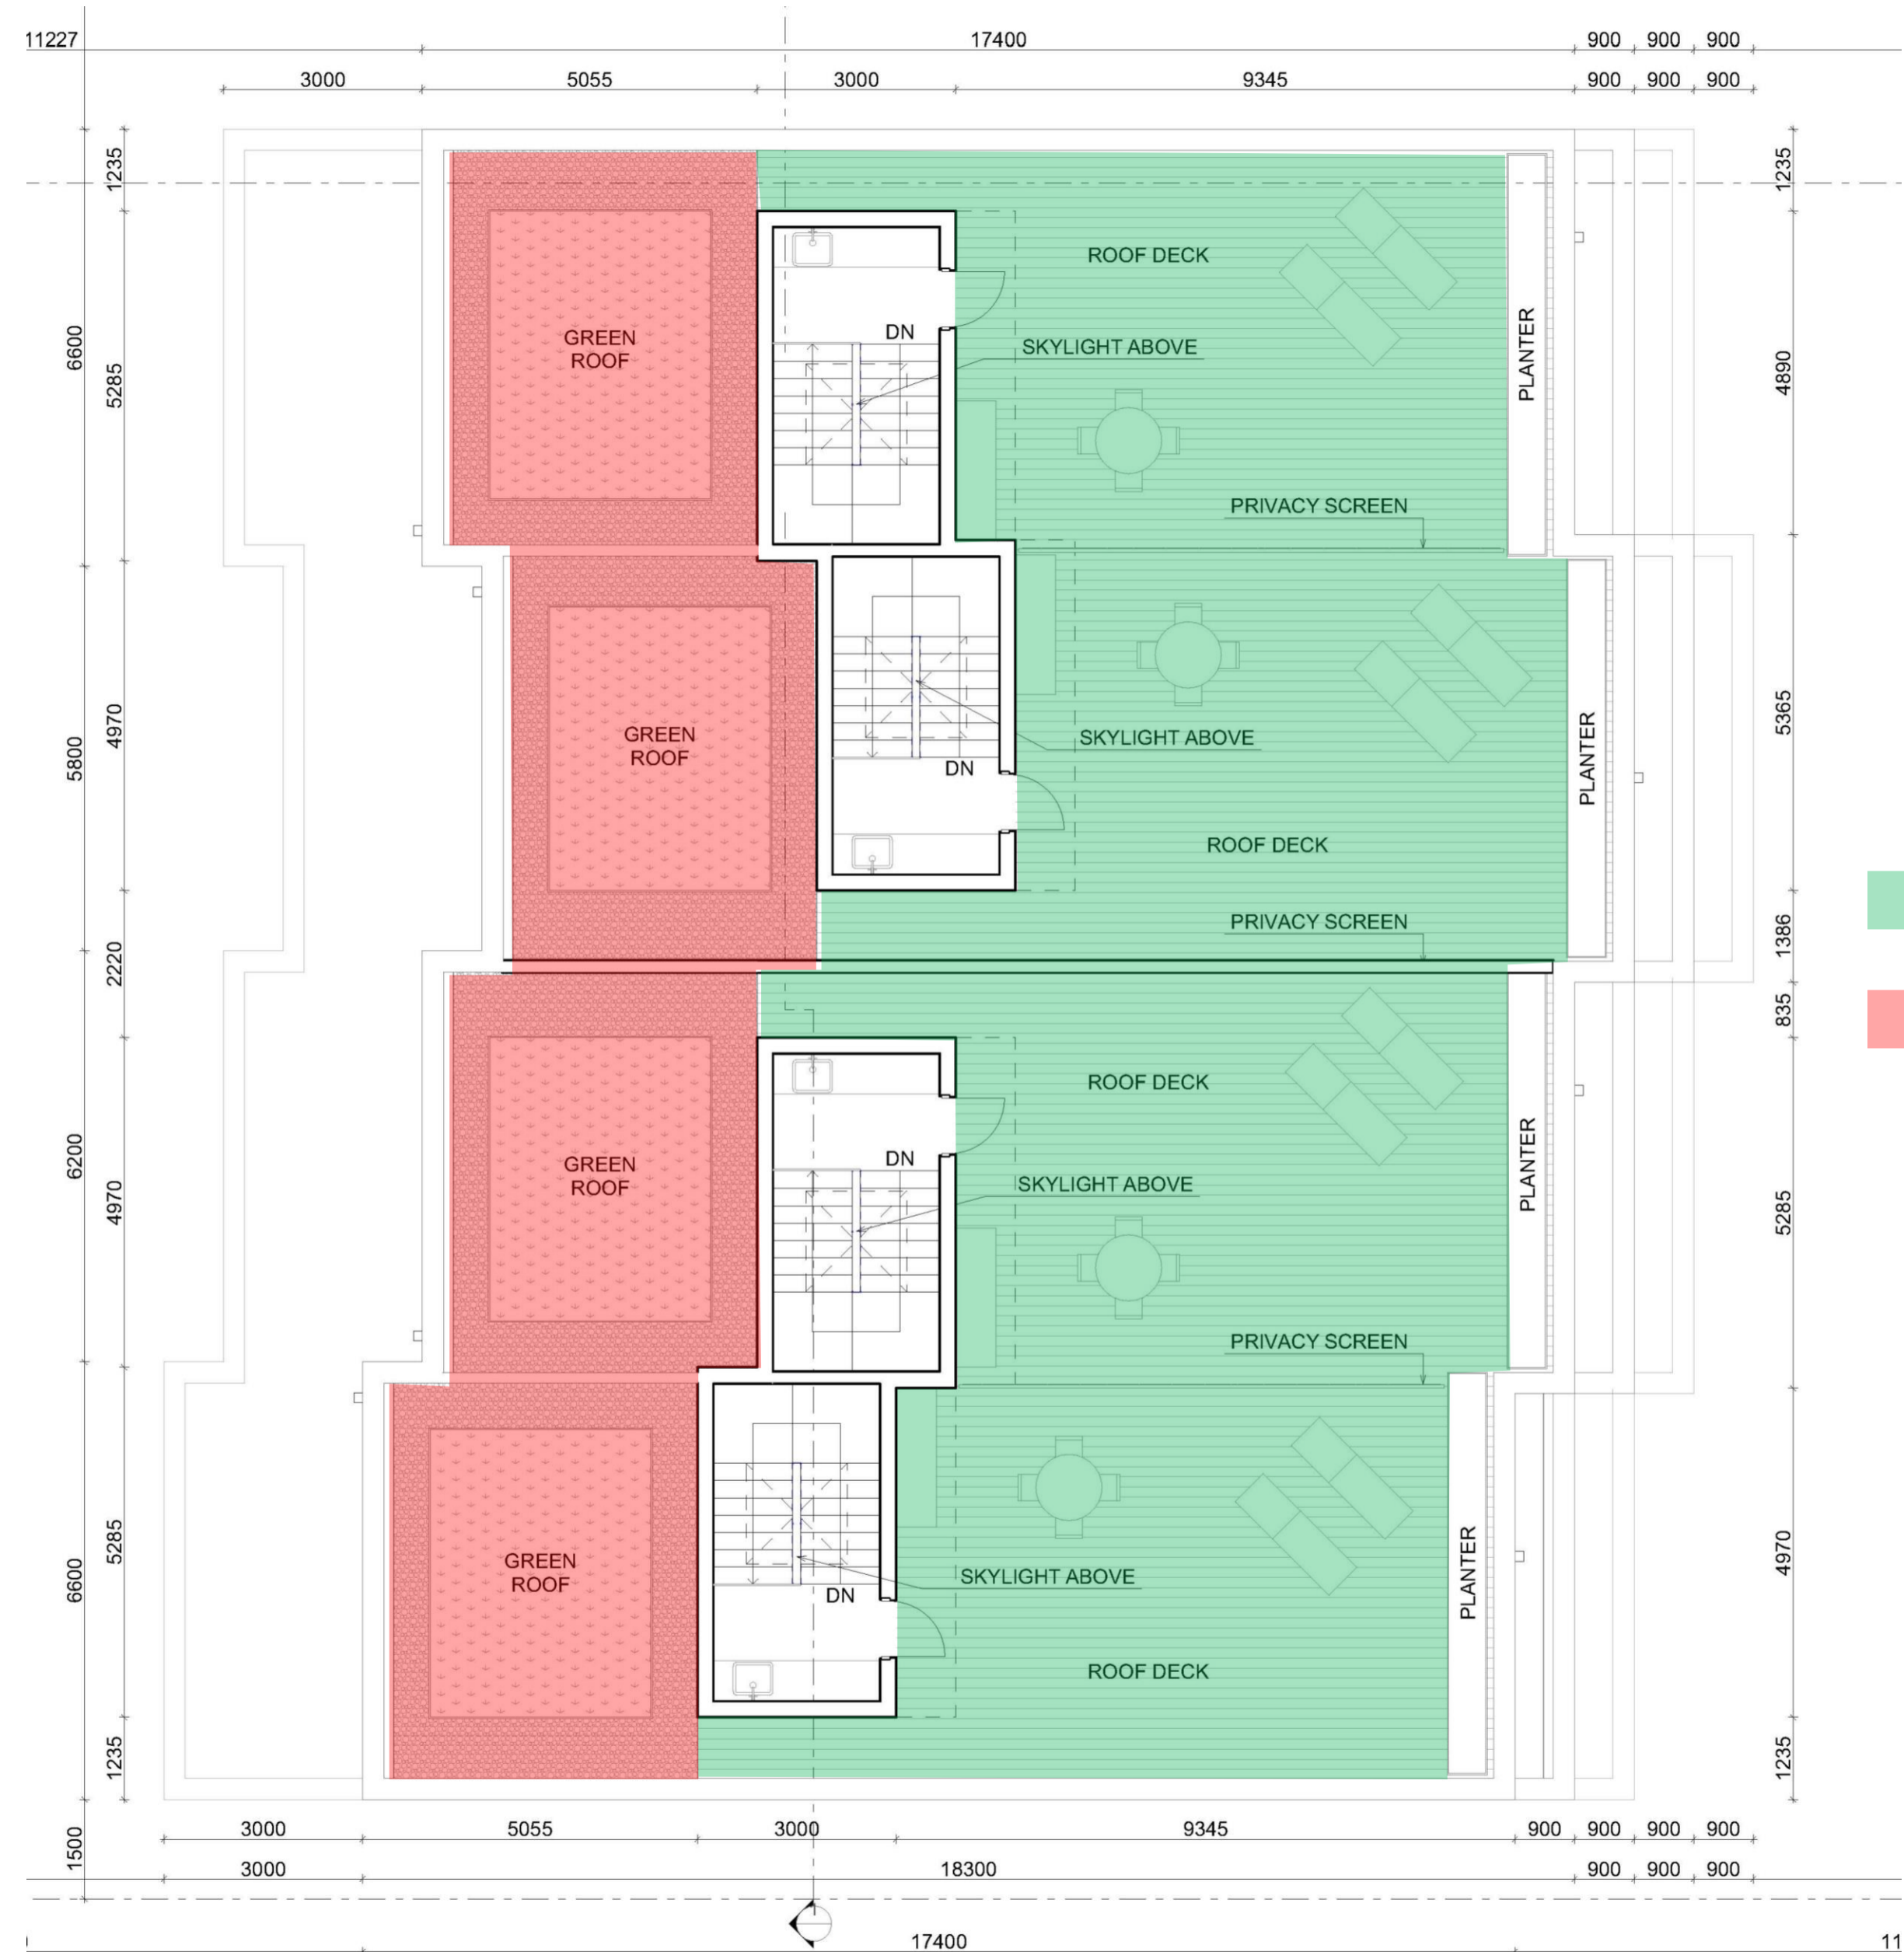 11227
17400
900
900
900
3000
5055
3000
9345
900
900
900
1235
1235
ROOF DECK
6600
5285
GREEN
ROOF
DN
SKYLIGHT ABOVE
PLANTER
4890
PRIVACY SCREEN
5800
4970
GREEN
ROOF
SKYLIGHT ABOVE
DN
PLANTER
5365
ROOF DECK
PRIVACY SCREEN
2220
1386
835
ROOF DECK
6200
4970
GREEN
ROOF
DN
SKYLIGHT ABOVE
PLANTER
5285
PRIVACY SCREEN
6600
5285
GREEN
ROOF
SKYLIGHT ABOVE
DN
PLANTER
4970
ROOF DECK
1235
1235
1500
3000
5055
3000
9345
900
900
900
900
3000
18300
900
900
900
17400
11